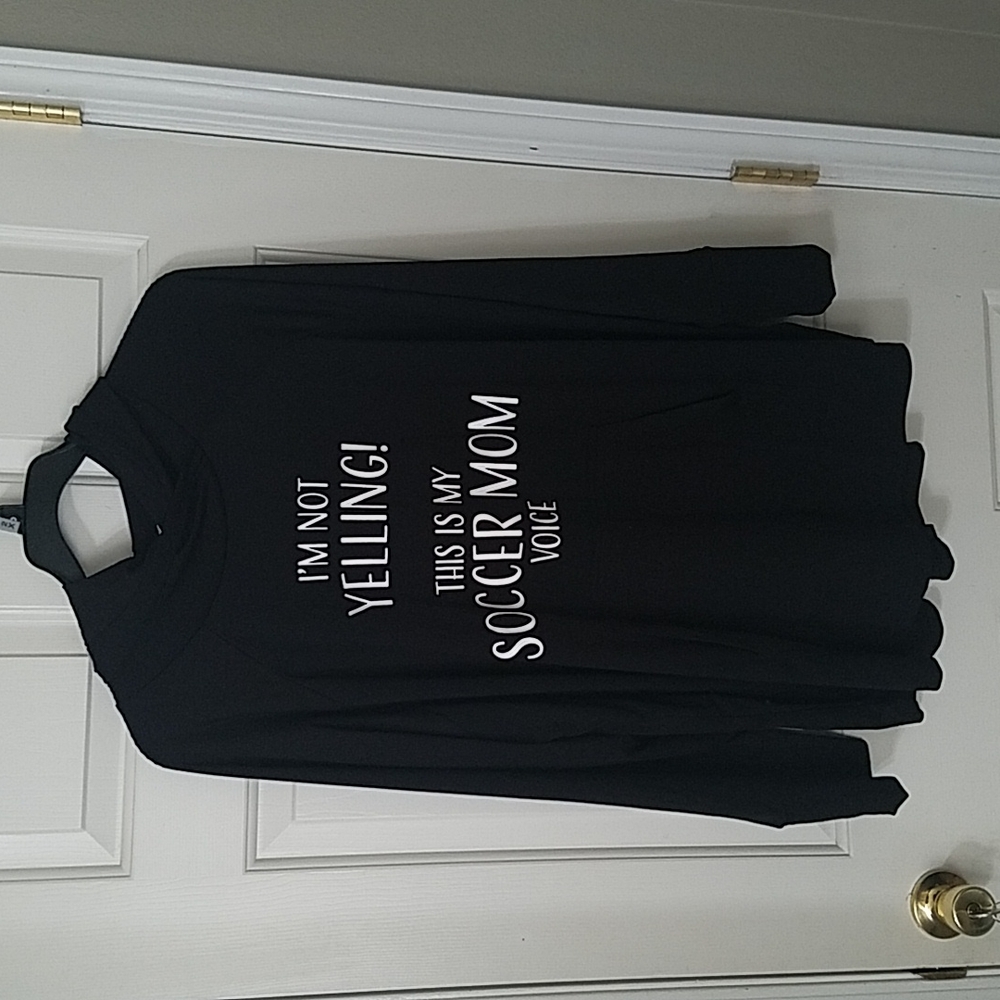 I'M NOT
YELLING!
THIS IS MY
SOCCER MOM
VOICE